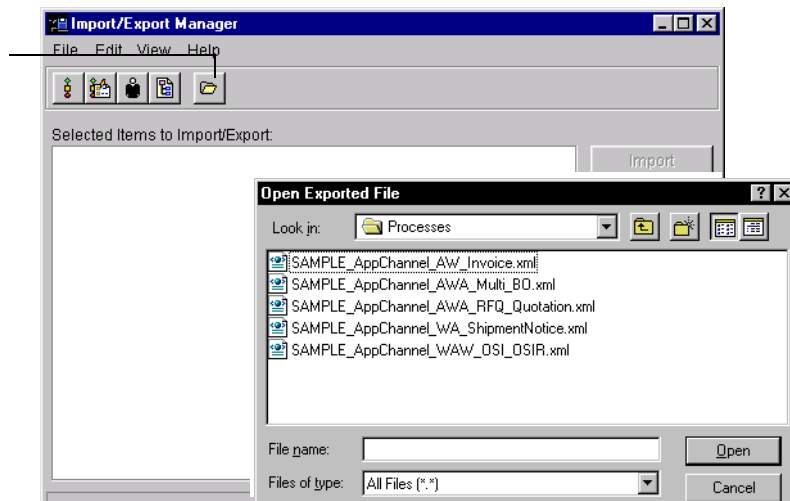 Import/Export Manager
File Edit View Help
Selected Items to Import/Export:
Import
Open Exported File
Look in: Processes
SAMPLE_AppChannel_AW_Invoice.xml
SAMPLE_AppChannel_AWA_Multi_BO.xml
SAMPLE_AppChannel_AWA_RFQ_Quotation.xml
SAMPLE_AppChannel_WA_ShipmentNotice.xml
SAMPLE_AppChannel_WAW_OSI_OSIR.xml
File name:
Open
Files of type: All Files (*.*)
Cancel